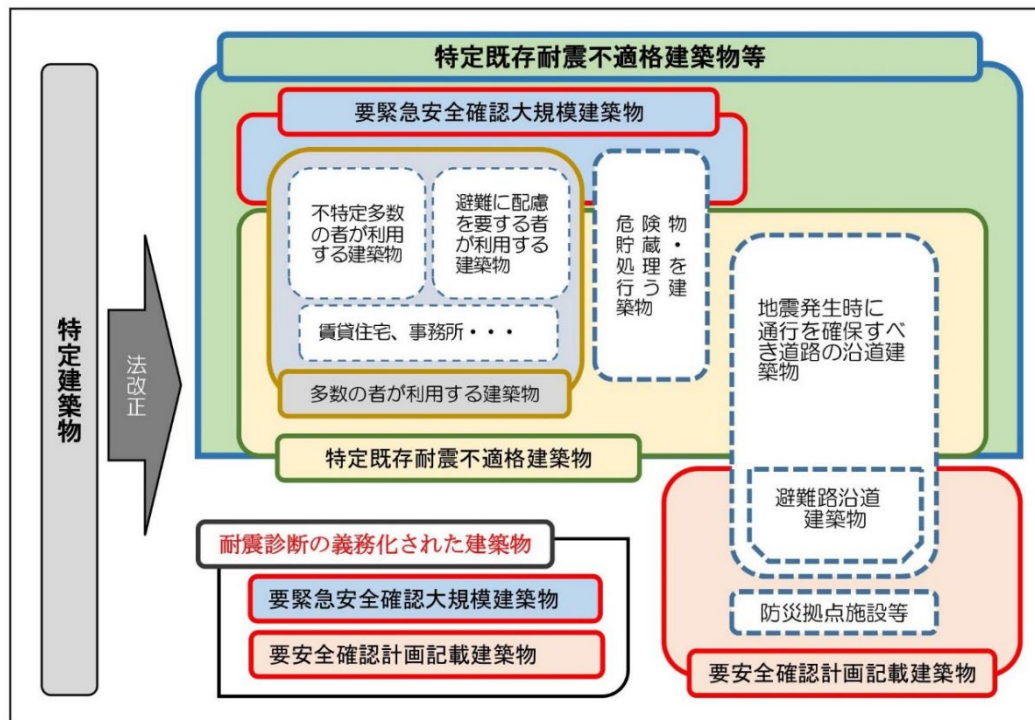 特定建築物
法改正
特定既存耐震不適格建築物等
要緊急安全確認大規模建築物
不特定多数
の者が利用
する建築物
避難に配慮
を要する者
が利用する
建築物
危険物
貯蔵・
処理を
行う建
築物
賃貸住宅、事務所・・・
多数の者が利用する建築物
特定既存耐震不適格建築物
地震発生時に
通行を確保すべ
き道路の沿道建
築物
避難路沿道
建築物
防災拠点施設等
要安全確認計画記載建築物
耐震診断の義務化された建築物
要緊急安全確認大規模建築物
要安全確認計画記載建築物